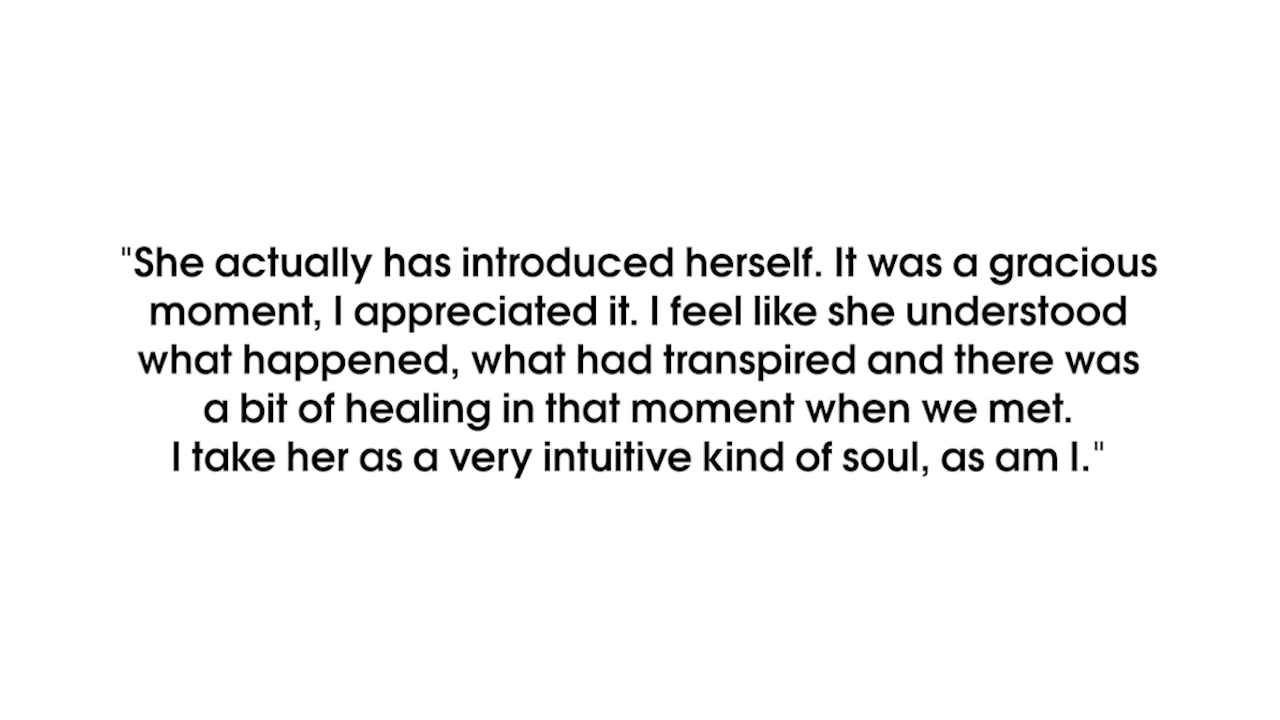 "She actually has introduced herself. It was a gracious
moment, I appreciated it. I feel like she understood
what happened, what had transpired and there was
a bit of healing in that moment when we met.
I take her as a very intuitive kind of soul, as am I."